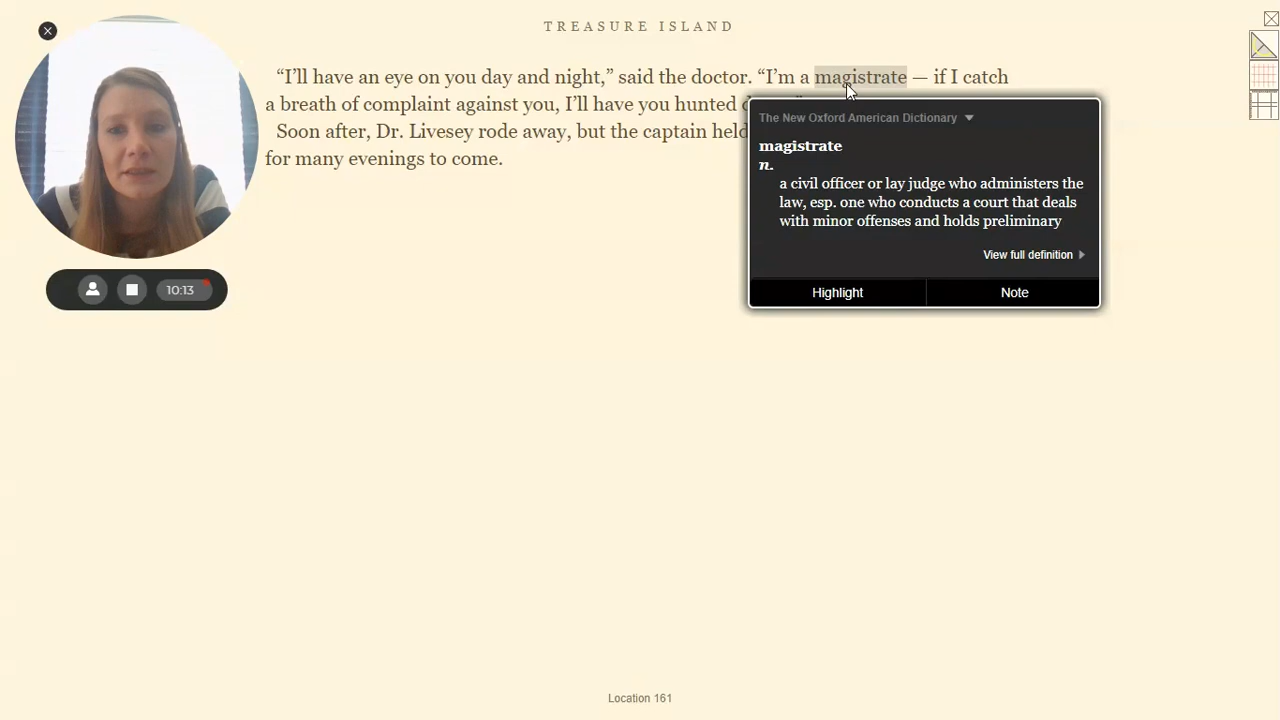 TREASURE ISLAND
“I’ll have an eye on you day and night,” said the doctor. “I’m a magistrate — if I catch
a breath of complaint against you, I’ll have you hunted
Soon after, Dr. Livesey rode away, but the captain held
for many evenings to come.
The New Oxford American Dictionary
magistrate
n.
a civil officer or lay judge who administers the
law, esp. one who conducts a court that deals
with minor offenses and holds preliminary
View full definition
Highlight
Note
10:13
Location 161